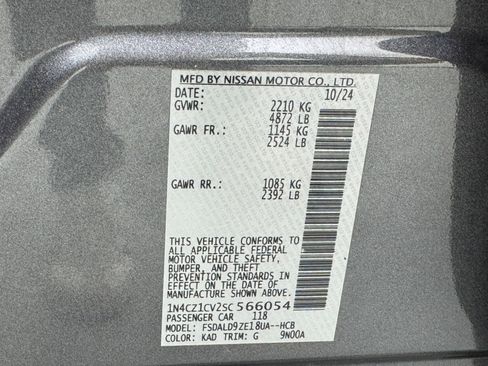 MFD BY NISSAN MOTOR CO., LTD.
DATE: 10/24
GVWR: 2210 KG
4872 LB
GAWR FR.: 1145 KG
2524 LB
GAWR RR.: 1085 KG
2392 LB
THIS VEHICLE CONFORMS TO
ALL APPLICABLE FEDERAL
MOTOR VEHICLE SAFETY,
BUMPER, AND THEFT
PREVENTION STANDARDS
IN EFFECT ON THE DATE OF
MANUFACTURE SHOWN ABOVE.
1N4CZ1CV2SC566054
PASSENGER CAR 118
MODEL: FSDALD9ZE18UA--HCB
COLOR: KAD TRIM: G 9N00A